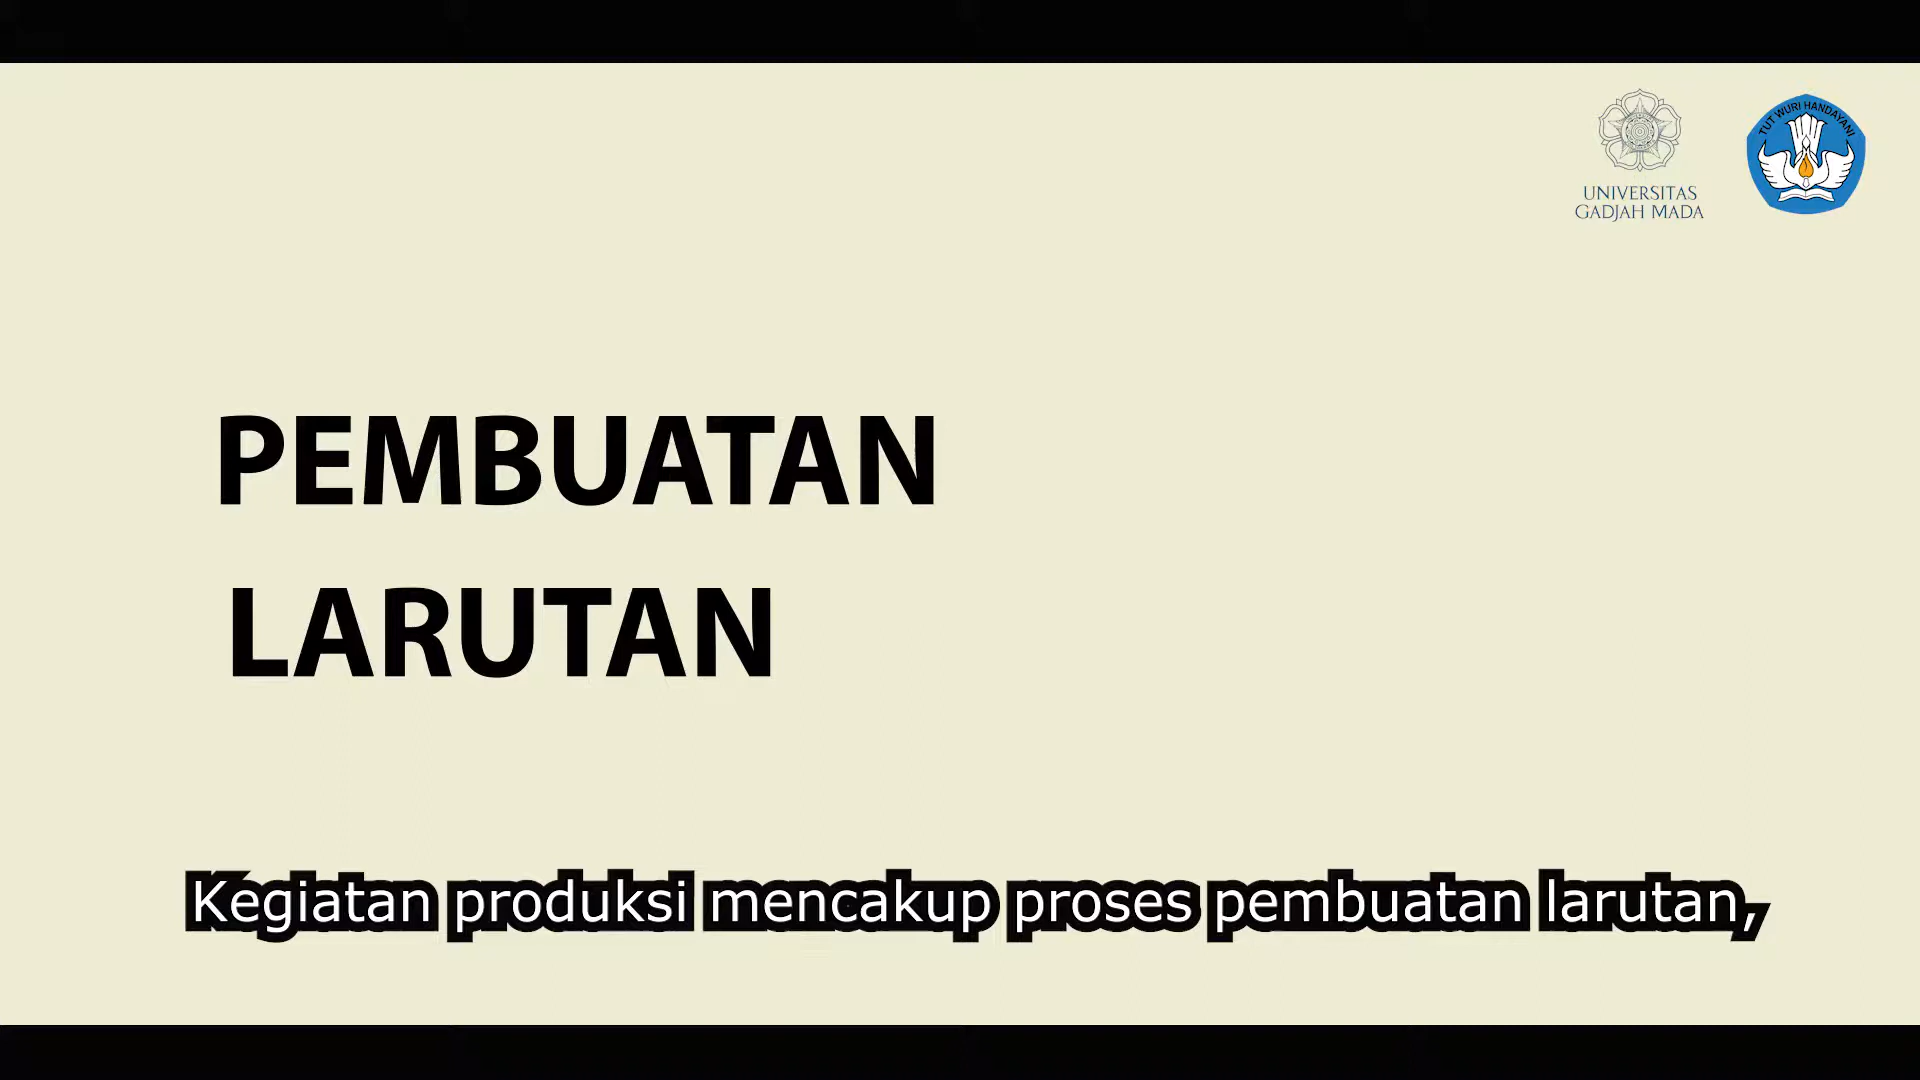 TUT WURI HANDAYANI
UNIVERSITAS
GADJAH MADA
PEMBUATAN
LARUTAN
Kegiatan produksi mencakup proses pembuatan larutan,